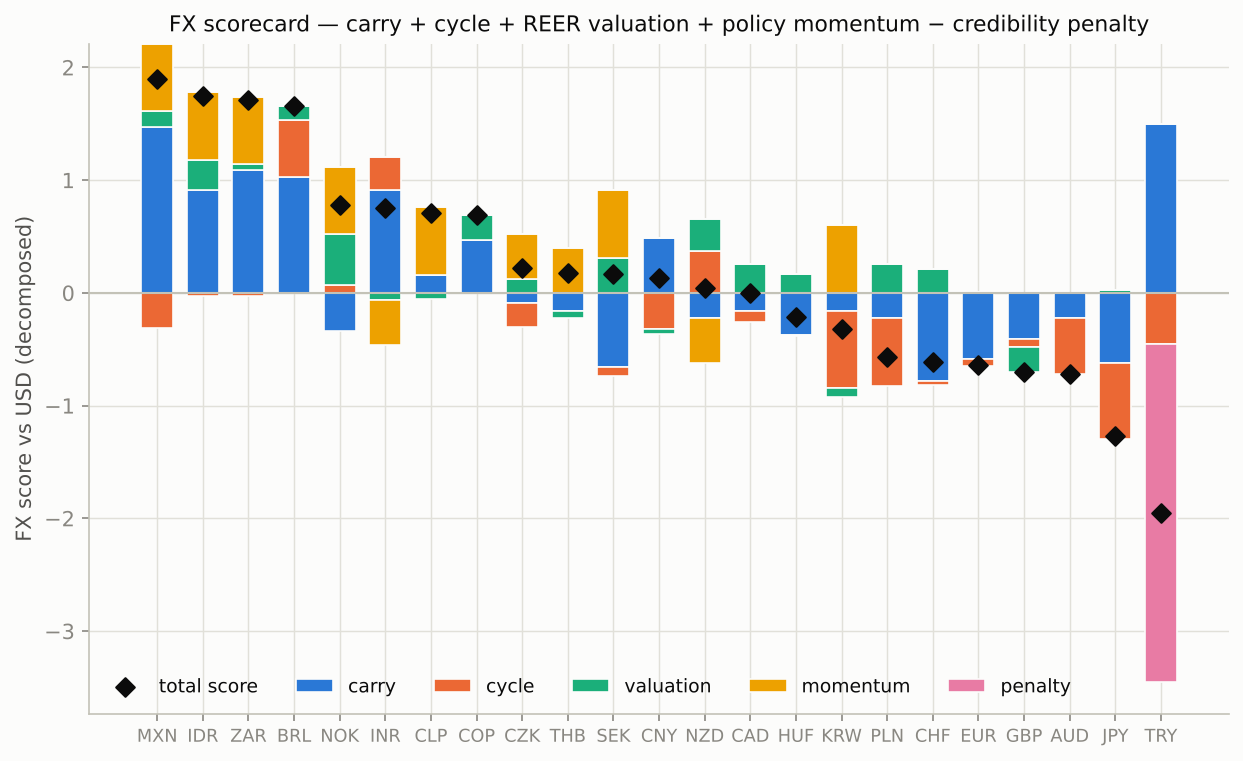 FX scorecard — carry + cycle + REER valuation + policy momentum − credibility penalty
FX score vs USD (decomposed)
2
1
0
−1
−2
−3
total score carry cycle valuation momentum penalty
MXN IDR ZAR BRL NOK INR CLP COP CZK THB SEK CNY NZD CAD HUF KRW PLN CHF EUR GBP AUD JPY TRY